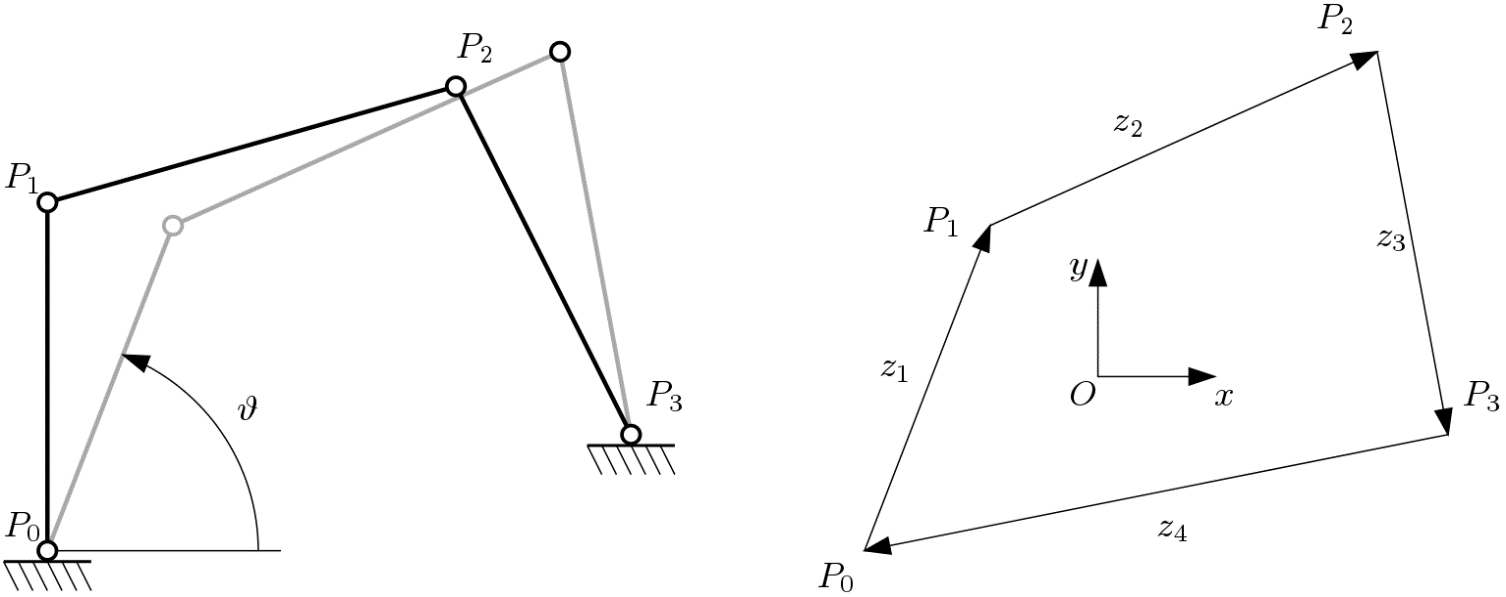 P₂
P₁
ϑ
P₃
P₀
P₂
z₂
P₁
y
z₃
z₁
O
x
P₃
z₄
P₀